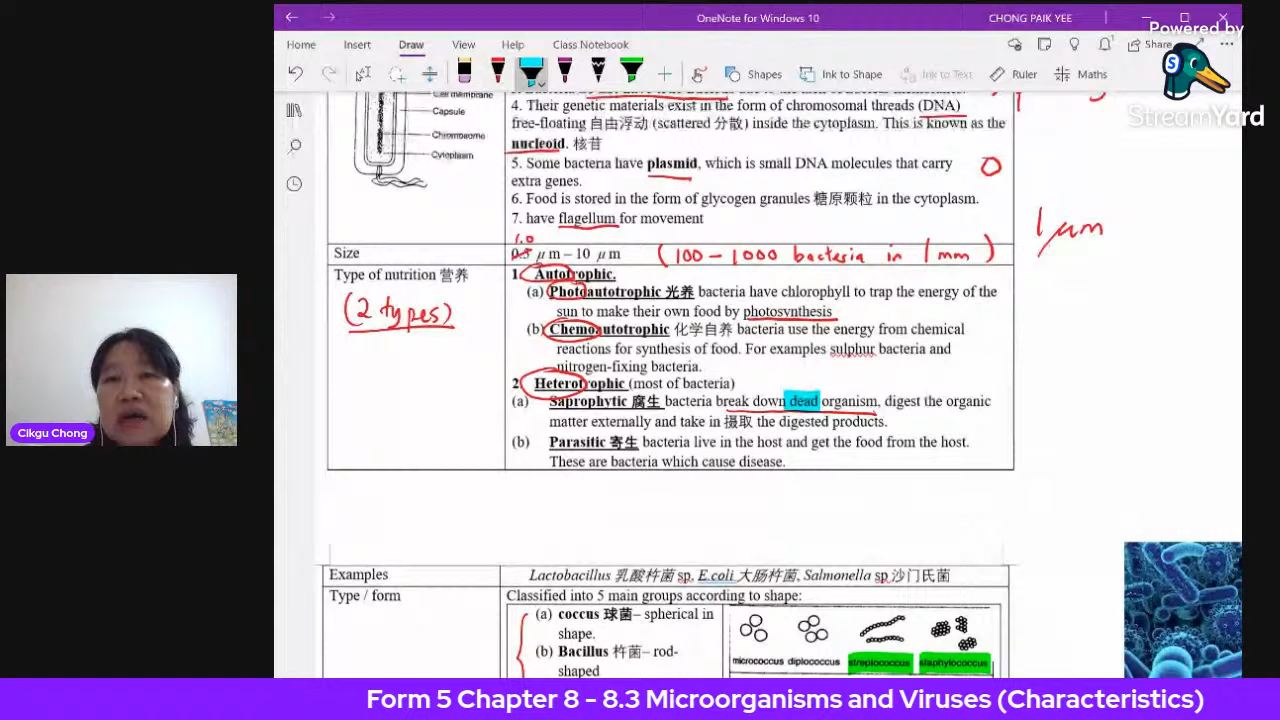 OneNote for Windows 10
CHONG PAIK YEE
Powered by
StreamYard
Home Insert Draw View Help Class Notebook
Share
Shapes Ink to Shape Ink to Text Ruler Maths
Cell membrane
Capsule
Chromosome
Cytoplasm
4. Their genetic materials exist in the form of chromosomal threads (DNA)
free-floating 自由浮动 (scattered 分散) inside the cytoplasm. This is known as the
nucleoid. 核苷
5. Some bacteria have plasmid, which is small DNA molecules that carry
extra genes.
6. Food is stored in the form of glycogen granules 糖原颗粒 in the cytoplasm.
7. have flagellum for movement
1 μm
Size
1.0
0.5 μ m – 10 μ m (100 - 1000 bacteria in 1 mm)
Type of nutrition 营养
(2 types)
1. Autotrophic.
(a) Photoautotrophic 光养 bacteria have chlorophyll to trap the energy of the
sun to make their own food by photosynthesis
(b) Chemoautotrophic 化学自养 bacteria use the energy from chemical
reactions for synthesis of food. For examples sulphur bacteria and
nitrogen-fixing bacteria.
2 Heterotrophic (most of bacteria)
(a) Saprophytic 腐生 bacteria break down dead organism, digest the organic
matter externally and take in 摄取 the digested products.
(b) Parasitic 寄生 bacteria live in the host and get the food from the host.
These are bacteria which cause disease.
Cikgu Chong
Examples
Lactobacillus 乳酸杆菌 sp, E.coli 大肠杆菌, Salmonella sp 沙门氏菌
Type / form
Classified into 5 main groups according to shape:
(a) coccus 球菌– spherical in
shape.
(b) Bacillus 杆菌– rod-
shaped
micrococcus diplococcus streptococcus staphylococcus
Form 5 Chapter 8 - 8.3 Microorganisms and Viruses (Characteristics)